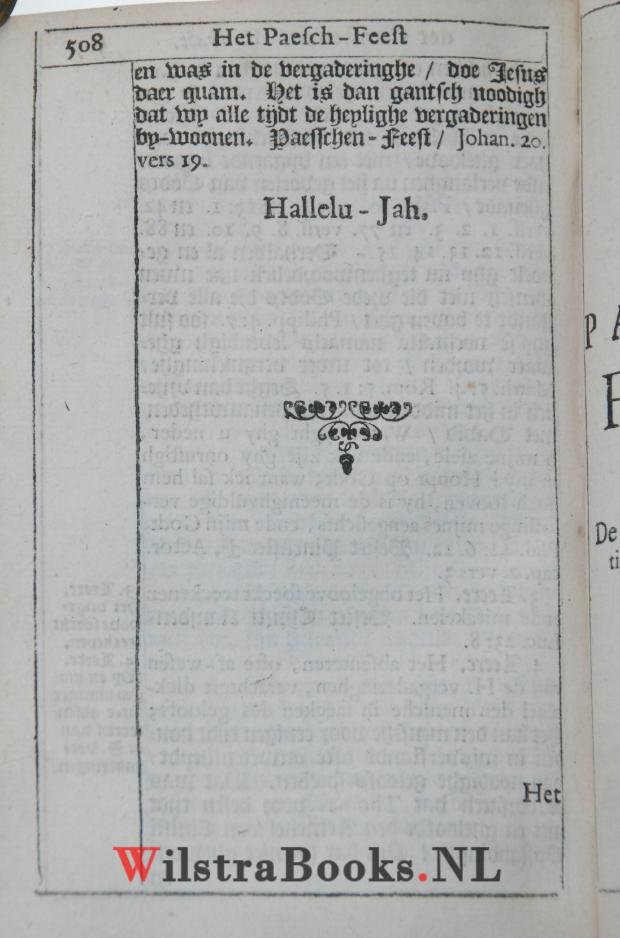 508
Het Paesch-Feest
en was in de vergaderinghe / doe Jesus
daer quam. Het is dan gantsch noodigh
dat wy alle tijdt de heylighe vergaderingen
by-woonen. Paesschen-Feest / Johan. 20.
vers 19.
Hallelu-Jah.
Het
De
WilstraBooks.NL